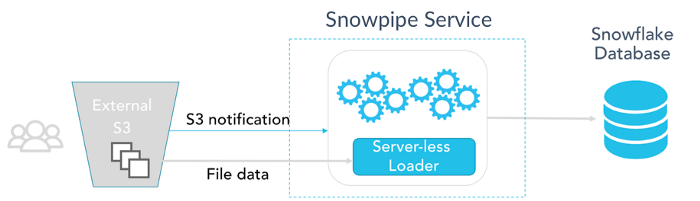 Snowpipe Service
Snowflake
Database
External
S3
S3 notification
Server-less
Loader
File data